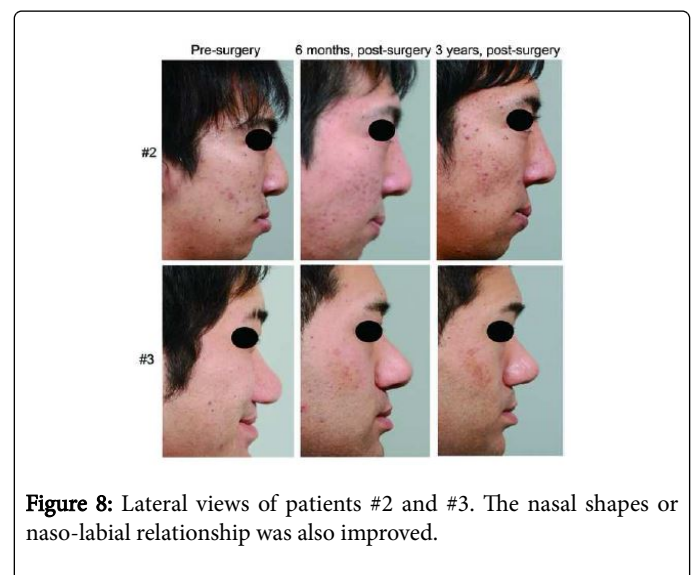 Pre-surgery 6 months, post-surgery 3 years, post-surgery
#2
#3
Figure 8: Lateral views of patients #2 and #3. The nasal shapes or
naso-labial relationship was also improved.